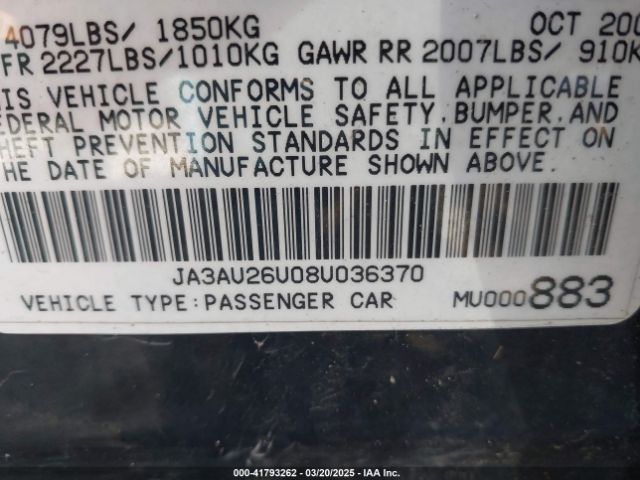 4079LBS/ 1850KG OCT 200
FR 2227LBS/1010KG GAWR RR 2007LBS/ 910K
IS VEHICLE CONFORMS TO ALL APPLICABLE
EDERAL MOTOR VEHICLE SAFETY,BUMPER,AND
HEFT PREVENTION STANDARDS IN EFFECT ON
HE DATE OF MANUFACTURE SHOWN ABOVE.
JA3AU26U08U036370
VEHICLE TYPE:PASSENGER CAR MU000883
000-41793262 - 03/20/2025 - IAA Inc.